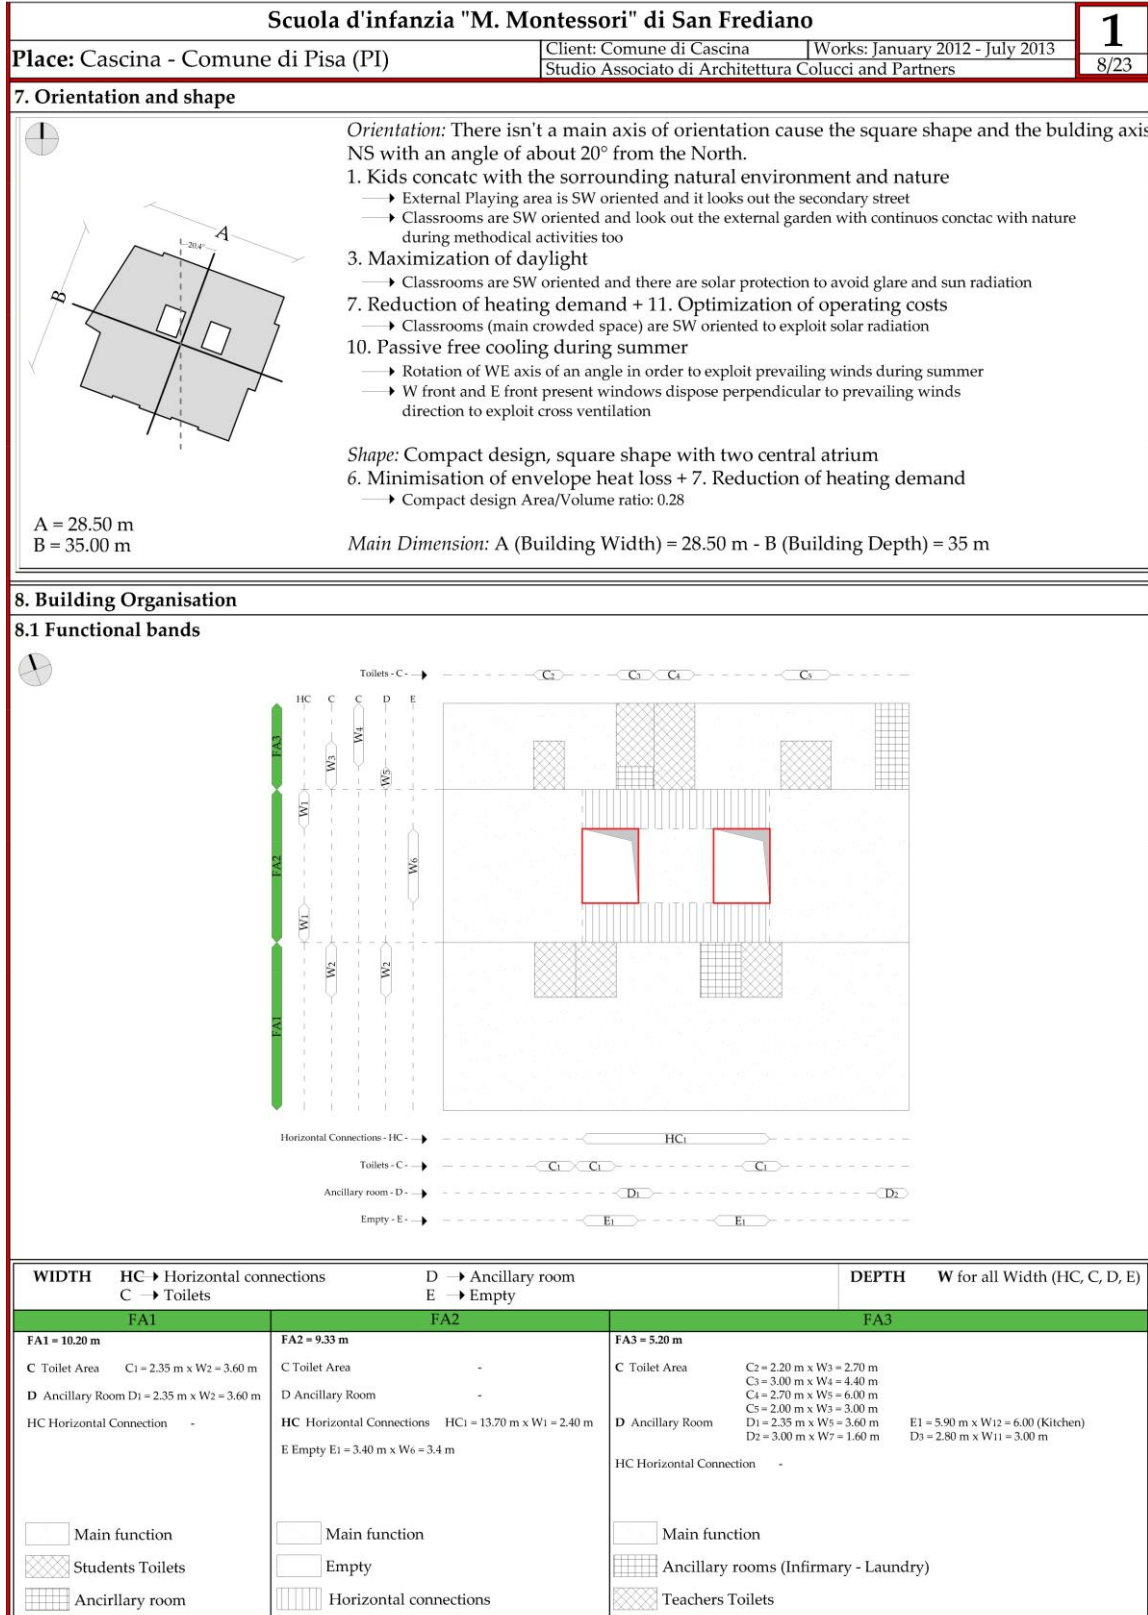 Scuola d'infanzia "M. Montessori" di San Frediano
1
Place: Cascina - Comune di Pisa (PI)
Client: Comune di Cascina
Works: January 2012 - July 2013
Studio Associato di Architettura Colucci and Partners
8/23
7. Orientation and shape
Orientation: There isn't a main axis of orientation cause the square shape and the bulding axis
NS with an angle of about 20° from the North.
1. Kids concatc with the sorrounding natural environment and nature
External Playing area is SW oriented and it looks out the secondary street
Classrooms are SW oriented and look out the external garden with continuos conctac with nature
during methodical activities too
3. Maximization of daylight
Classrooms are SW oriented and there are solar protection to avoid glare and sun radiation
7. Reduction of heating demand + 11. Optimization of operating costs
Classrooms (main crowded space) are SW oriented to exploit solar radiation
10. Passive free cooling during summer
Rotation of WE axis of an angle in order to exploit prevailing winds during summer
W front and E front present windows dispose perpendicular to prevailing winds
direction to exploit cross ventilation
Shape: Compact design, square shape with two central atrium
6. Minimisation of envelope heat loss + 7. Reduction of heating demand
Compact design Area/Volume ratio: 0.28
Main Dimension: A (Building Width) = 28.50 m - B (Building Depth) = 35 m
A
20,4°
B
A = 28.50 m
B = 35.00 m
8. Building Organisation
8.1 Functional bands
Toilets - C -
C2 C3 C4 C5
HC C C D E
FA3
W4
W3
W5
W1
FA2
W6
W1
W2 W2
FA1
Horizontal Connections - HC -
HC1
Toilets - C -
C1 C1 C1
Ancillary room - D -
D1 D2
Empty - E -
E1 E1
WIDTH HC Horizontal connections D Ancillary room DEPTH W for all Width (HC, C, D, E)
C Toilets E Empty
FA1 FA2 FA3
FA1 = 10.20 m
C Toilet Area C1 = 2.35 m x W2 = 3.60 m
D Ancillary Room D1 = 2.35 m x W2 = 3.60 m
HC Horizontal Connection -
Main function
Students Toilets
Ancirllary room
FA2 = 9.33 m
C Toilet Area -
D Ancillary Room -
HC Horizontal Connections HC1 = 13.70 m x W1 = 2.40 m
E Empty E1 = 3.40 m x W6 = 3.4 m
Main function
Empty
Horizontal connections
FA3 = 5.20 m
C Toilet Area C2 = 2.20 m x W3 = 2.70 m
C3 = 3.00 m x W4 = 4.40 m
C4 = 2.70 m x W5 = 6.00 m
C5 = 2.00 m x W3 = 3.00 m
D Ancillary Room D1 = 2.35 m x W5 = 3.60 m E1 = 5.90 m x W12 = 6.00 (Kitchen)
D2 = 3.00 m x W7 = 1.60 m D3 = 2.80 m x W11 = 3.00 m
HC Horizontal Connection -
Main function
Ancillary rooms (Infirmary - Laundry)
Teachers Toilets